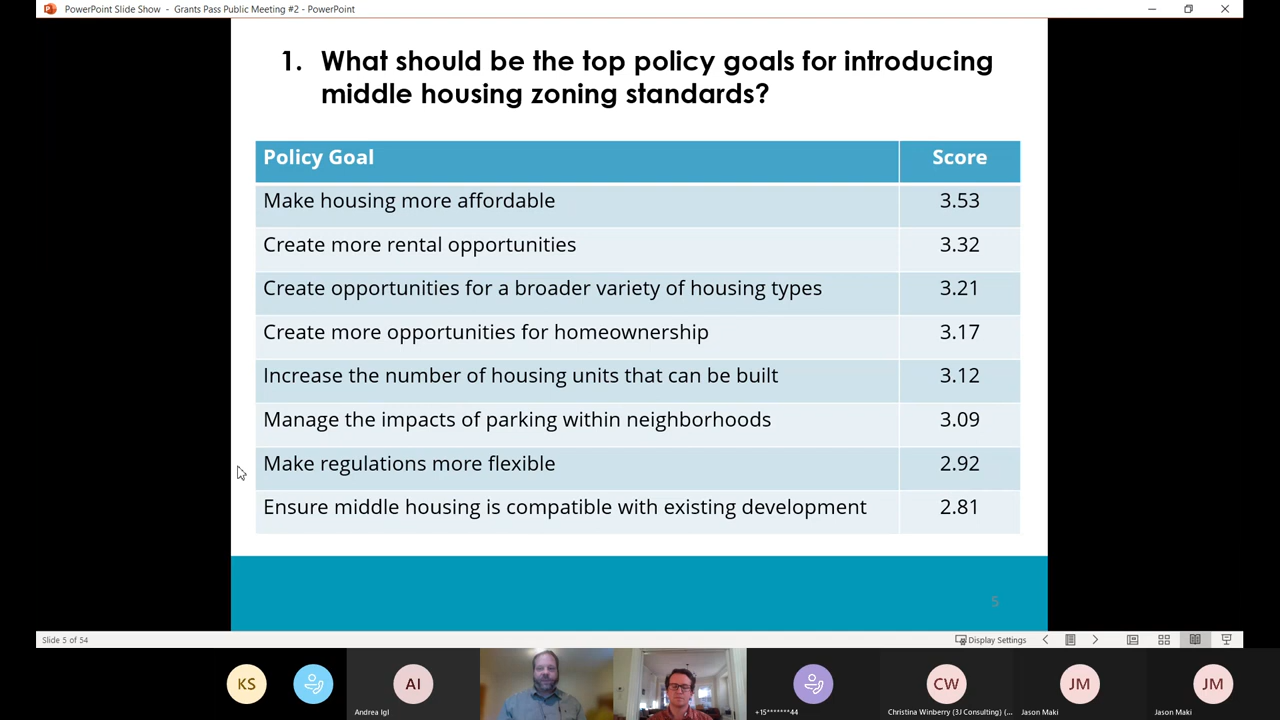 PowerPoint Slide Show - Grants Pass Public Meeting #2 - PowerPoint
1. What should be the top policy goals for introducing
middle housing zoning standards?
Policy Goal Score
Make housing more affordable 3.53
Create more rental opportunities 3.32
Create opportunities for a broader variety of housing types 3.21
Create more opportunities for homeownership 3.17
Increase the number of housing units that can be built 3.12
Manage the impacts of parking within neighborhoods 3.09
Make regulations more flexible 2.92
Ensure middle housing is compatible with existing development 2.81
5
Slide 5 of 54 Display Settings
KS AI CW JM JM
Andrea Igl +15*******44 Christina Winberry (3J Consulting) (... Jason Maki Jason Maki